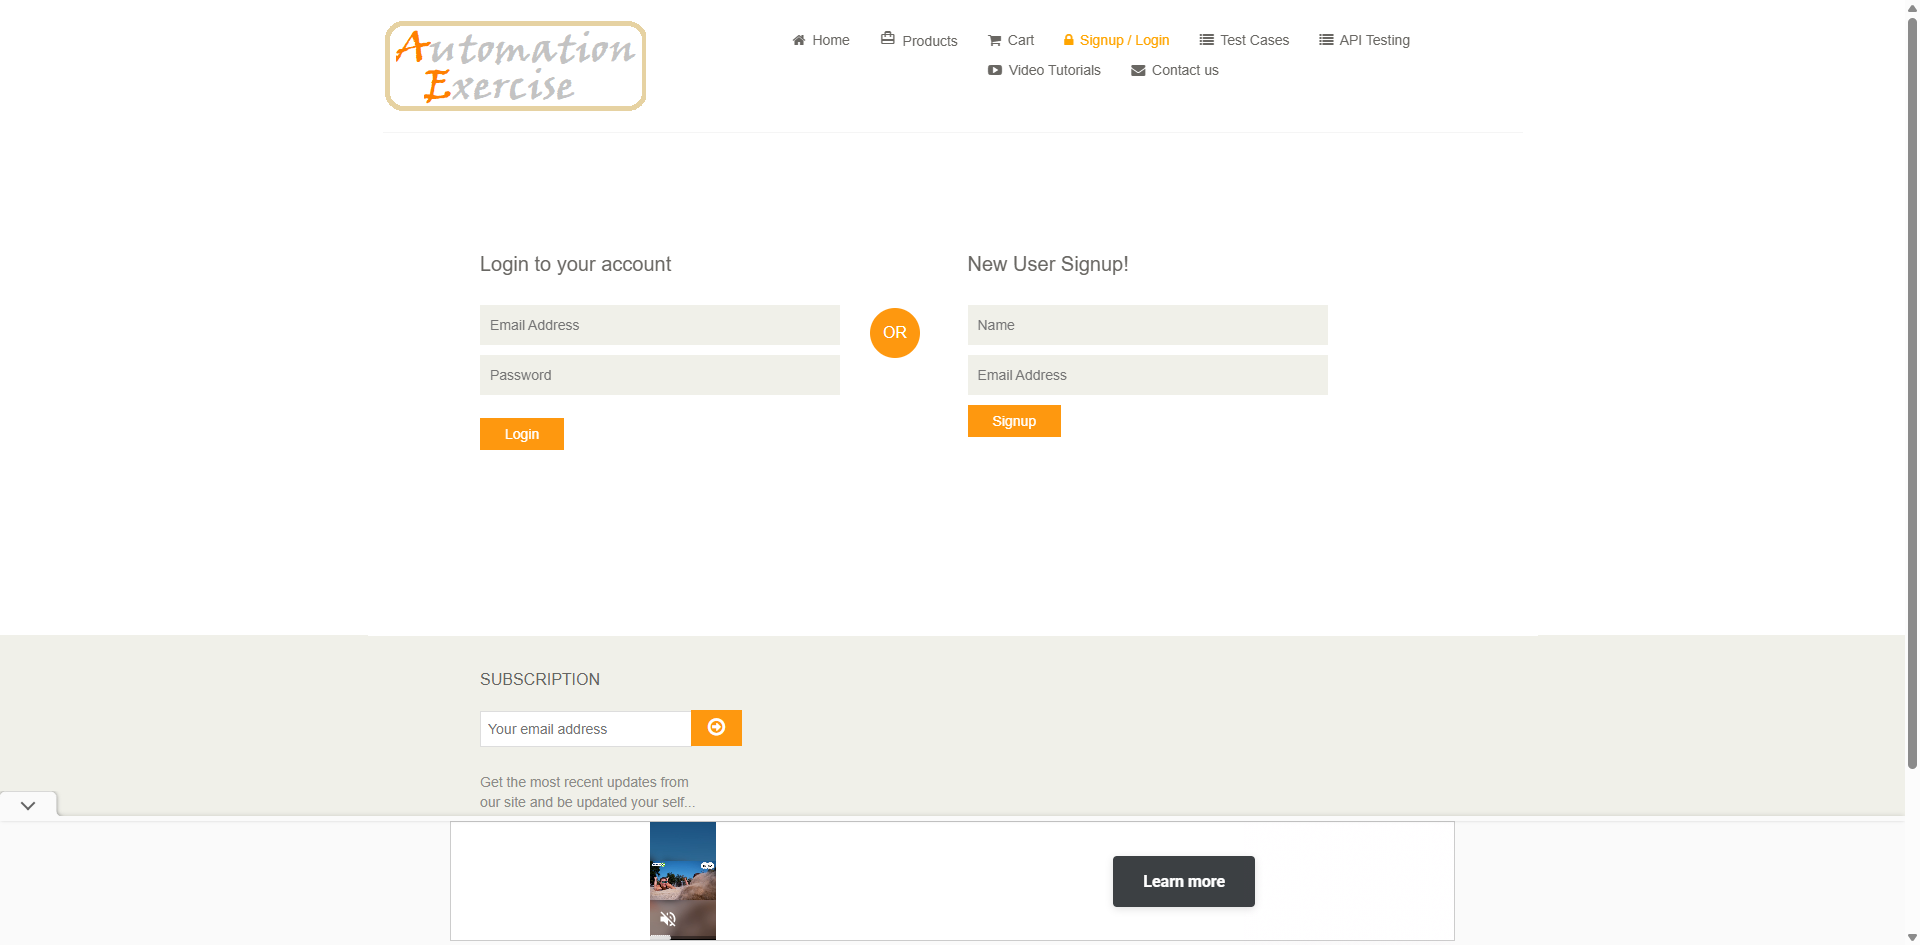 Automation
Exercise
Home
Products
Cart
Signup / Login
Test Cases
API Testing
Video Tutorials
Contact us
Login to your account
Email Address
Password
Login
OR
New User Signup!
Name
Email Address
Signup
SUBSCRIPTION
Your email address
Get the most recent updates from
our site and be updated your self...
Learn more